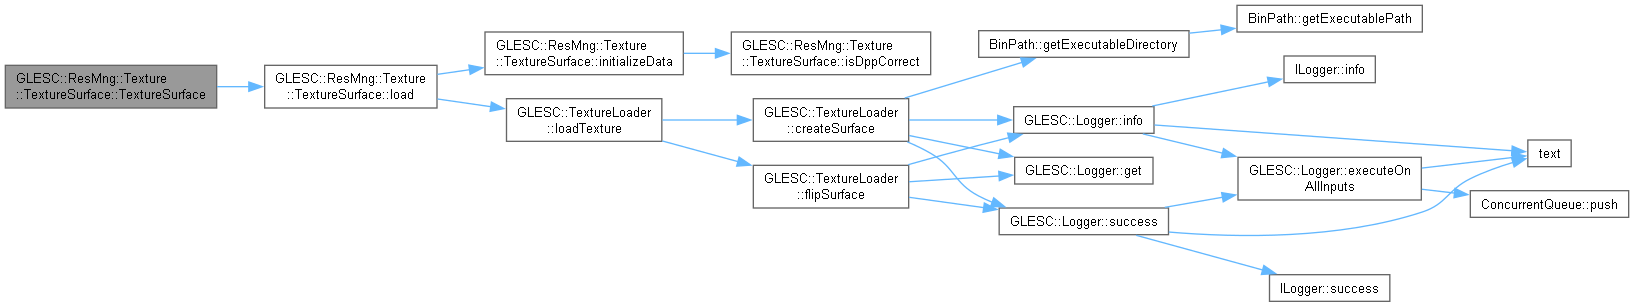 GLESC::ResMng::Texture
::TextureSurface::TextureSurface
GLESC::ResMng::Texture
::TextureSurface::load
GLESC::ResMng::Texture
::TextureSurface::initializeData
GLESC::TextureLoader
::loadTexture
GLESC::ResMng::Texture
::TextureSurface::isDppCorrect
GLESC::TextureLoader
::createSurface
GLESC::TextureLoader
::flipSurface
BinPath::getExecutableDirectory
GLESC::Logger::info
GLESC::Logger::get
GLESC::Logger::success
BinPath::getExecutablePath
ILogger::info
GLESC::Logger::executeOn
AllInputs
ILogger::success
text
ConcurrentQueue::push